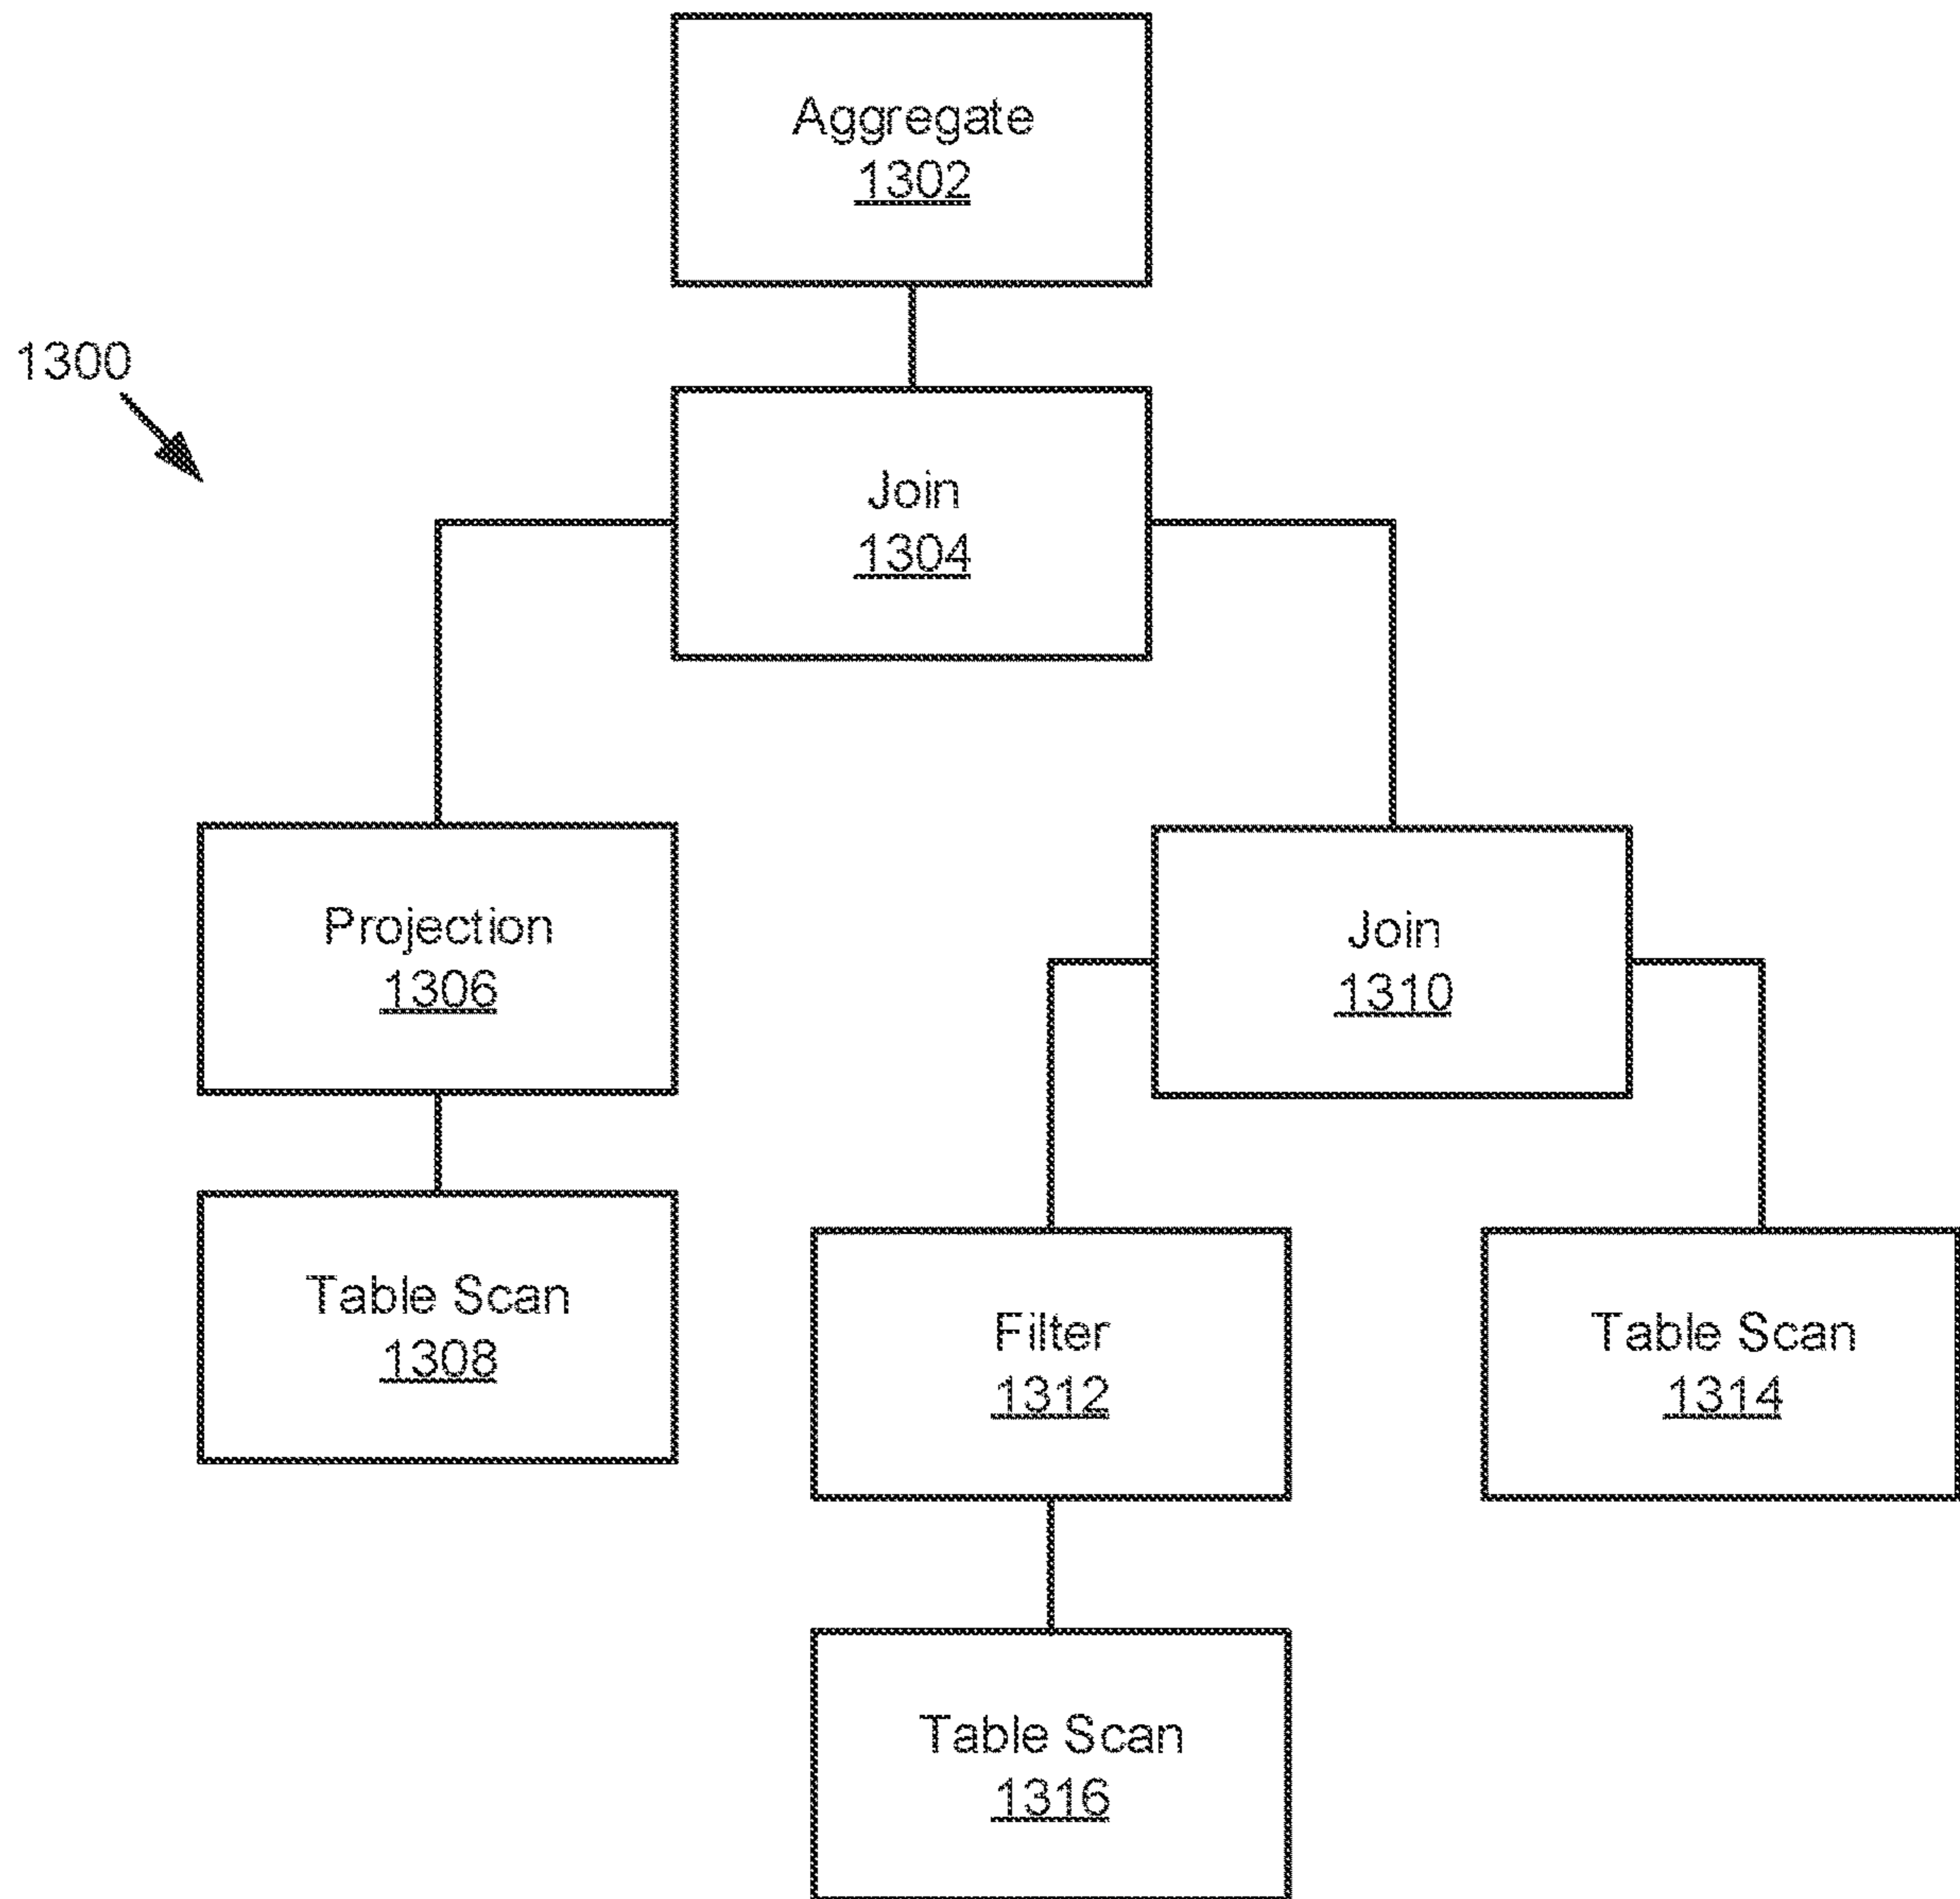 Aggregate
1302
1300
Join
1304
Projection
1306
Join
1310
Table Scan
1308
Filter
1312
Table Scan
1314
Table Scan
1316